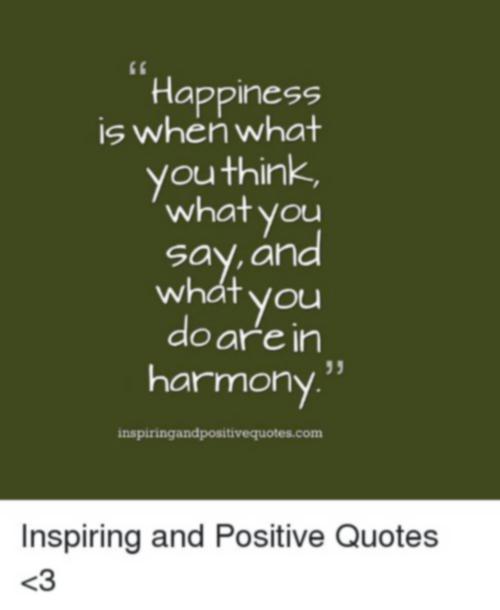 “Happiness
is when what
you think,
what you
say, and
what you
do are in
harmony.”
inspiringandpositivequotes.com
Inspiring and Positive Quotes
<3